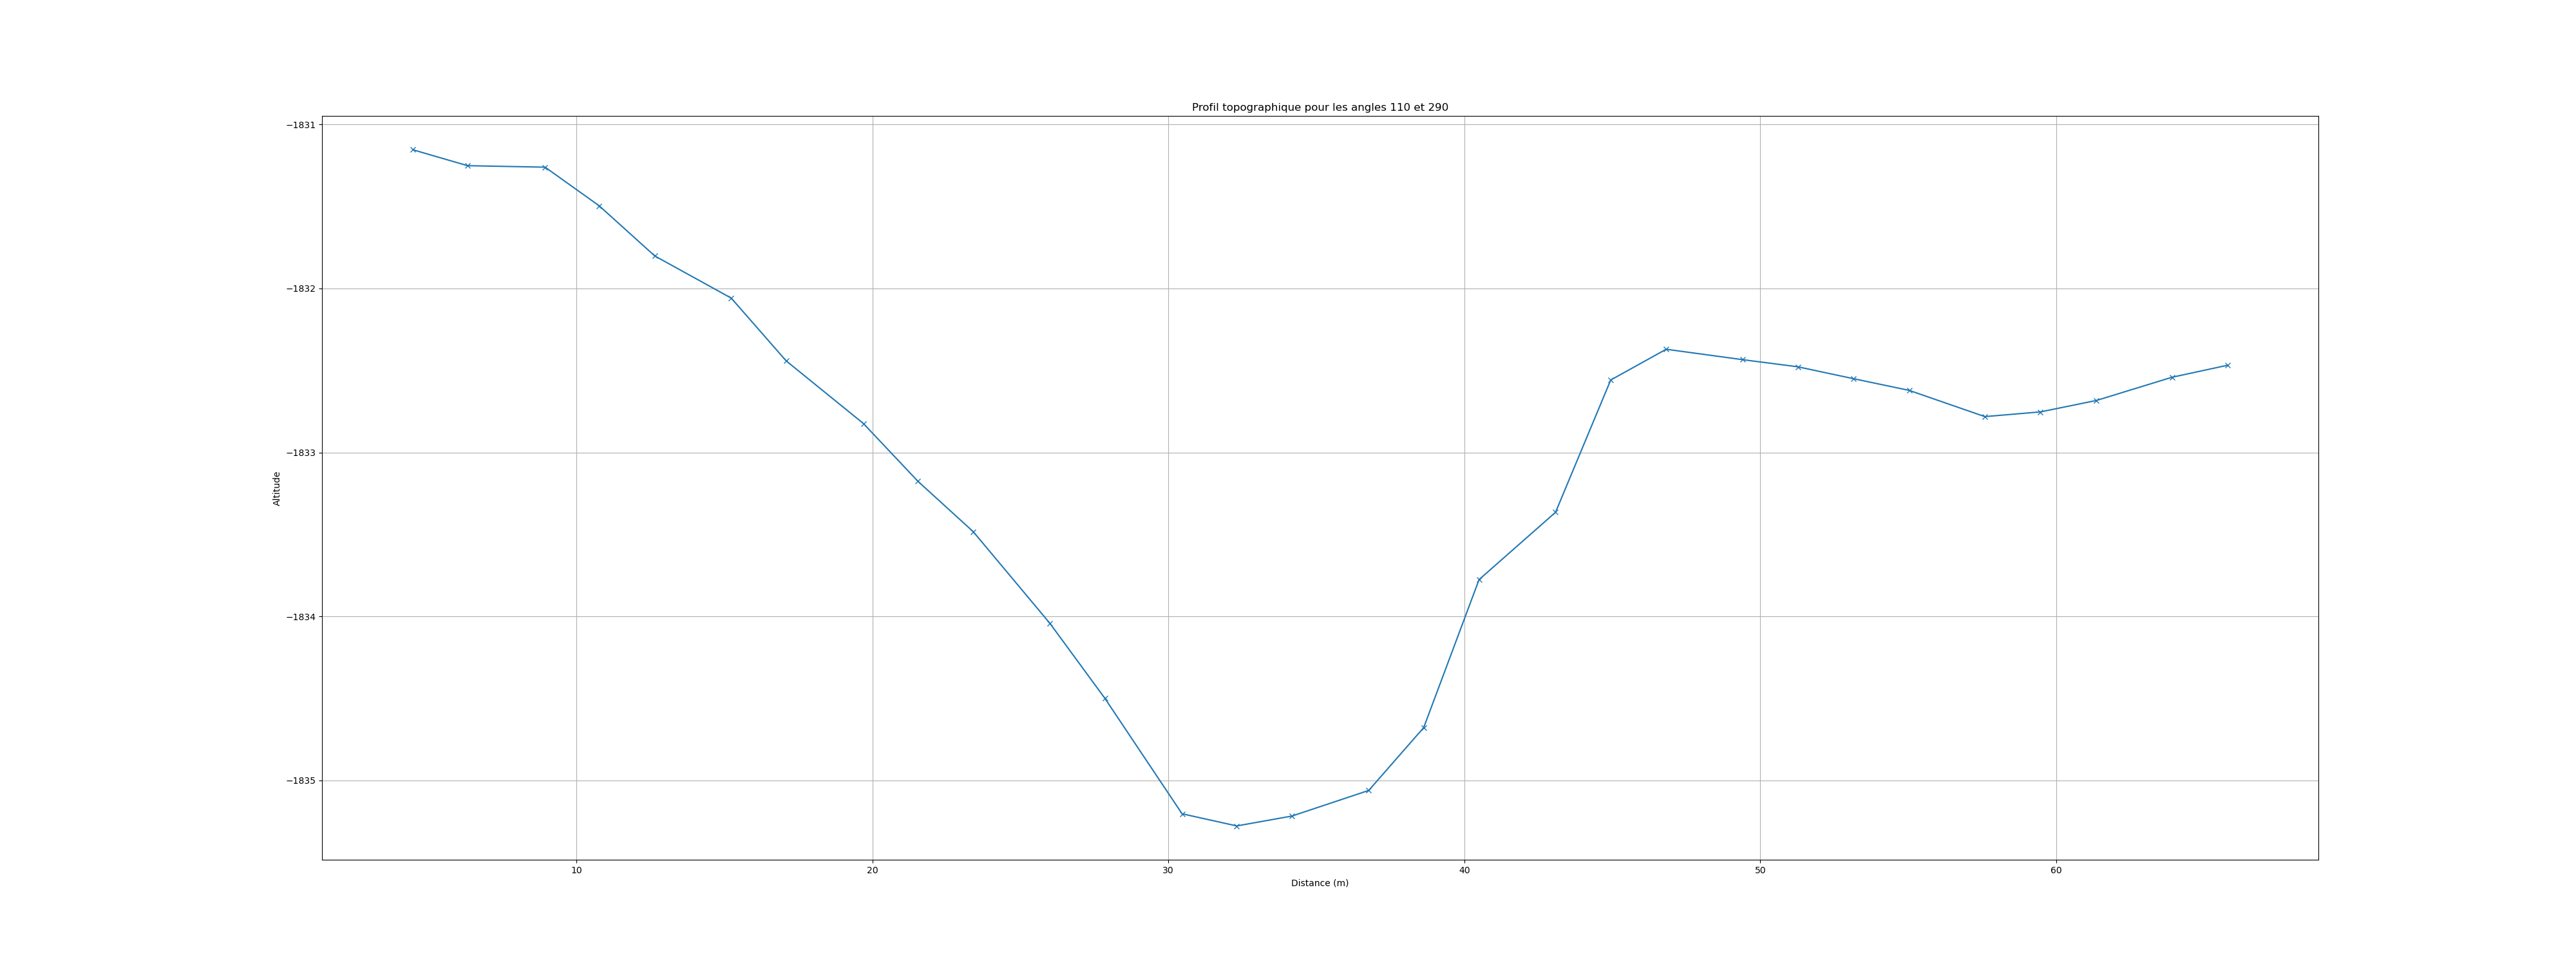 Profil topographique pour les angles 110 et 290
−1831
−1832
−1833
−1834
−1835
Altitude
10 20 30 40 50 60
Distance (m)